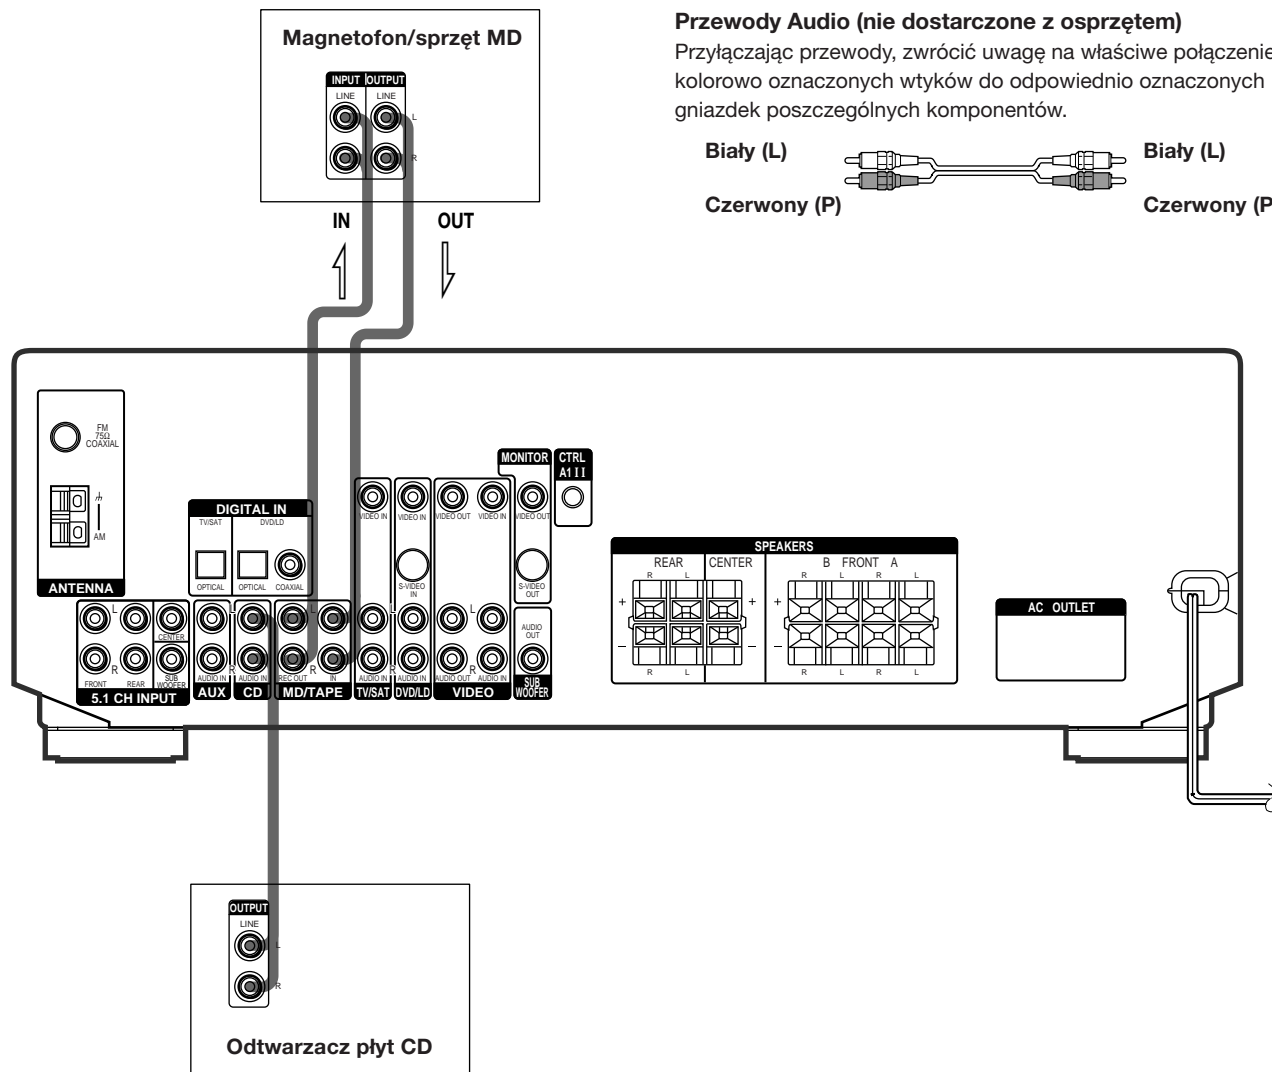 Magnetofon/sprzęt MD
INPUT OUTPUT
LINE LINE
L
R
IN OUT
Przewody Audio (nie dostarczone z osprzętem)
Przyłączając przewody, zwrócić uwagę na właściwe połączenie
kolorowo oznaczonych wtyków do odpowiednio oznaczonych
gniazdek poszczególnych komponentów.
Biały (L) Biały (L)
Czerwony (P) Czerwony (P
FM
75Ω
COAXIAL
AM
ANTENNA
DIGITAL IN
TV/SAT DVD/LD
OPTICAL OPTICAL COAXIAL
MONITOR
CTRL
A1 II
VIDEO IN VIDEO IN VIDEO OUT VIDEO IN VIDEO OUT
S-VIDEO
IN
S-VIDEO
OUT
AUDIO
OUT
L L L L L
CENTER
R R R R R
FRONT REAR SUB
WOOFER
AUDIO IN AUDIO IN REC OUT IN AUDIO IN AUDIO IN AUDIO OUT AUDIO IN
5.1 CH INPUT AUX CD MD/TAPE TV/SAT DVD/LD VIDEO SUB
WOOFER
SPEAKERS
REAR CENTER B FRONT A
R L R L R L
+ + +
– – –
R L R L R L
AC OUTLET
OUTPUT
LINE
L
R
Odtwarzacz płyt CD